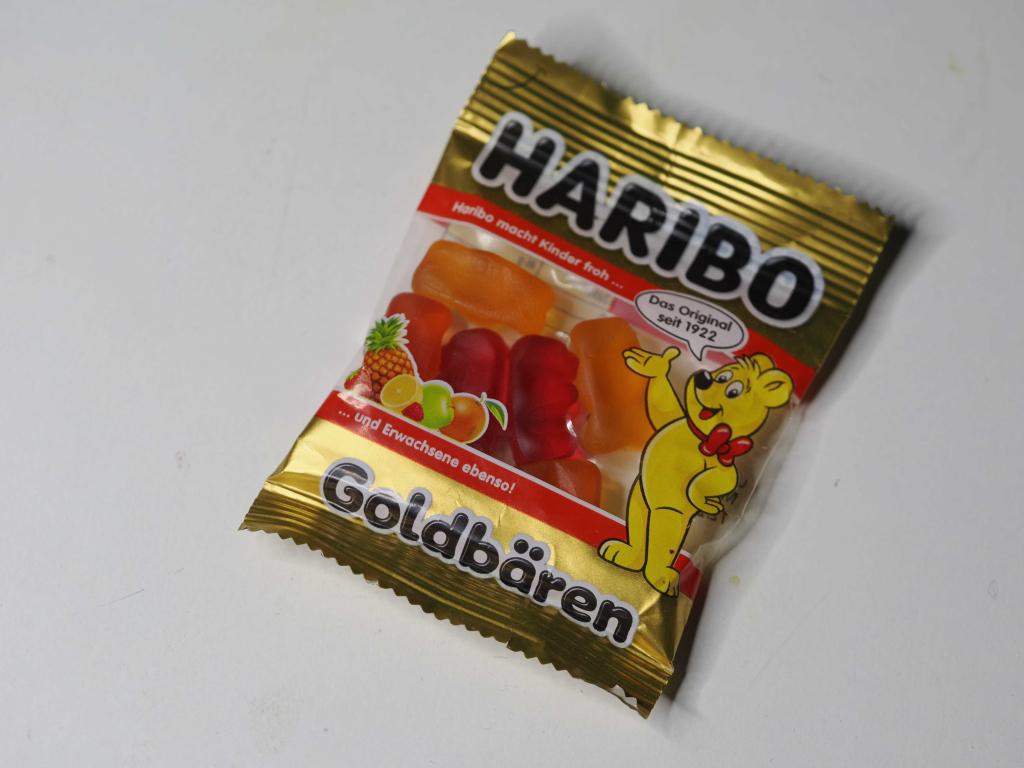 HARIBO
Haribo macht Kinder froh ...
Das Original
seit 1922
... und Erwachsene ebenso!
Goldbären